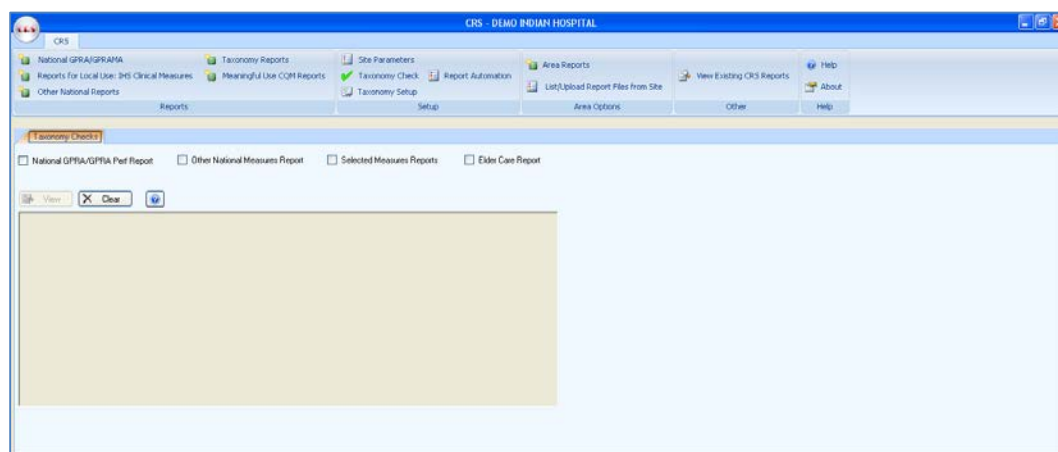 CRS - DEMO INDIAN HOSPITAL
CRS
National GPRA/GPRAMA
Reports for Local Use: IHS Clinical Measures
Other National Reports
Taxonomy Reports
Meaningful Use CQM Reports
Reports
Site Parameters
Taxonomy Check
Report Automation
Taxonomy Setup
Setup
Area Reports
List/Upload Report Files from Site
Area Options
View Existing CRS Reports
Other
Help
About
Help
Taxonomy Checks
National GPRA/GPRA Perf Report
Other National Measures Report
Selected Measures Reports
Elder Care Report
View
Clear